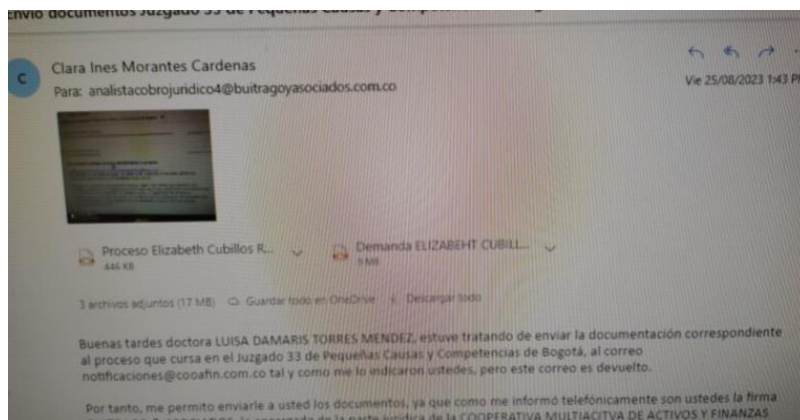 Envío documentos Juzgado 33 de Pequeñas Causas y
C
Clara Ines Morantes Cardenas
Para: analistacobrojuridico4@buitragoyasociados.com.co
Vie 25/08/2023 1:43 PM
Proceso Elizabeth Cubillos R...
446 KB
Demanda ELIZABEHT CUBILL...
3 archivos adjuntos (17 MB) Guardar todo en OneDrive Descargar todo
Buenas tardes doctora LUISA DAMARIS TORRES MENDEZ, estuve tratando de enviar la documentación correspondiente
al proceso que cursa en el Juzgado 33 de Pequeñas Causas y Competencias de Bogotá, al correo
notificaciones@cooafin.com.co tal y como me lo indicaron ustedes, pero este correo es devuelto.
Por tanto, me permito enviarle a usted los documentos, ya que como me informó telefónicamente son ustedes la firma
de la parte jurídica de la COOPERATIVA MULTIACITVA DE ACTIVOS Y FINANZAS